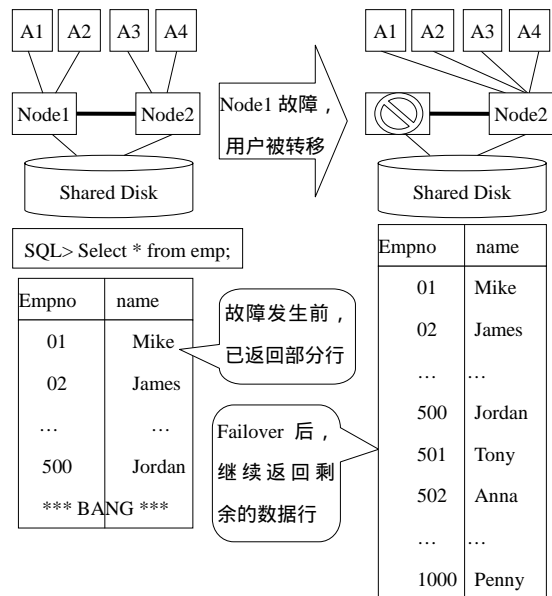 A1 A2 A3 A4
Node1 Node2
Shared Disk
Node1 故障，
用户被转移
A1 A2 A3 A4
Node2
Shared Disk
SQL> Select * from emp;
Empno name
01 Mike
02 James
… …
500 Jordan
*** BANG ***
故障发生前，
已返回部分行
Failover 后，
继续返回剩
余的数据行
Empno name
01 Mike
02 James
… …
500 Jordan
501 Tony
502 Anna
… …
1000 Penny